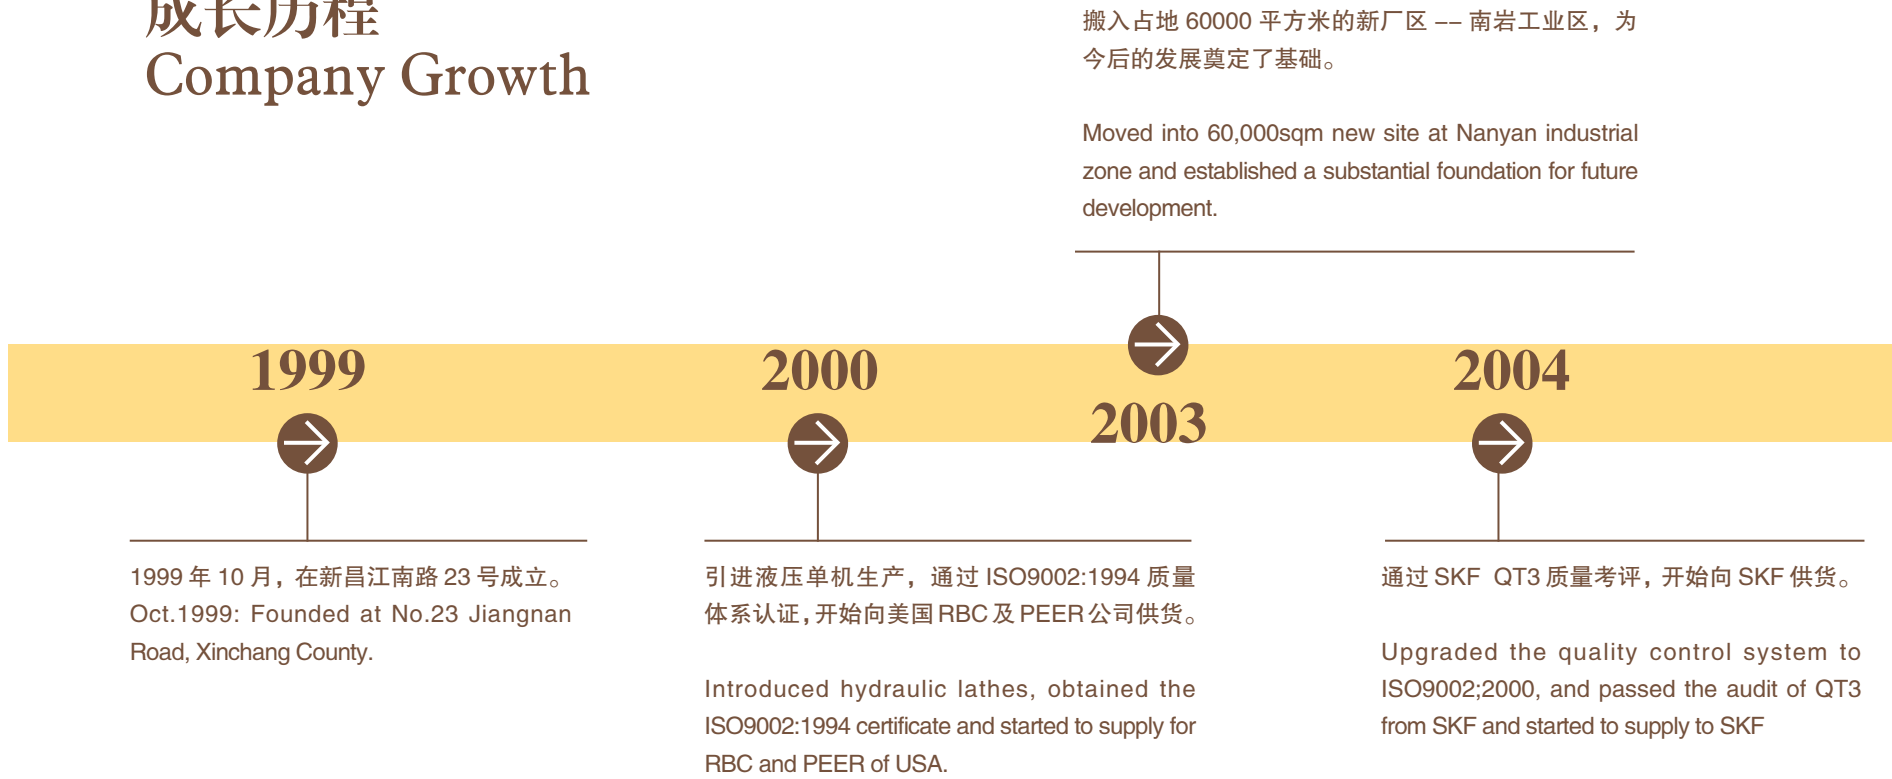 成长历程
Company Growth
搬入占地 60000 平方米的新厂区 -- 南岩工业区，为
今后的发展奠定了基础。
Moved into 60,000sqm new site at Nanyan industrial
zone and established a substantial foundation for future
development.
1999
2000
2003
2004
1999 年 10 月，在新昌江南路 23 号成立。
Oct.1999: Founded at No.23 Jiangnan
Road, Xinchang County.
引进液压单机生产，通过 ISO9002:1994 质量
体系认证，开始向美国 RBC 及 PEER 公司供货。
Introduced hydraulic lathes, obtained the
ISO9002:1994 certificate and started to supply for
RBC and PEER of USA.
通过 SKF QT3 质量考评，开始向 SKF 供货。
Upgraded the quality control system to
ISO9002;2000, and passed the audit of QT3
from SKF and started to supply to SKF